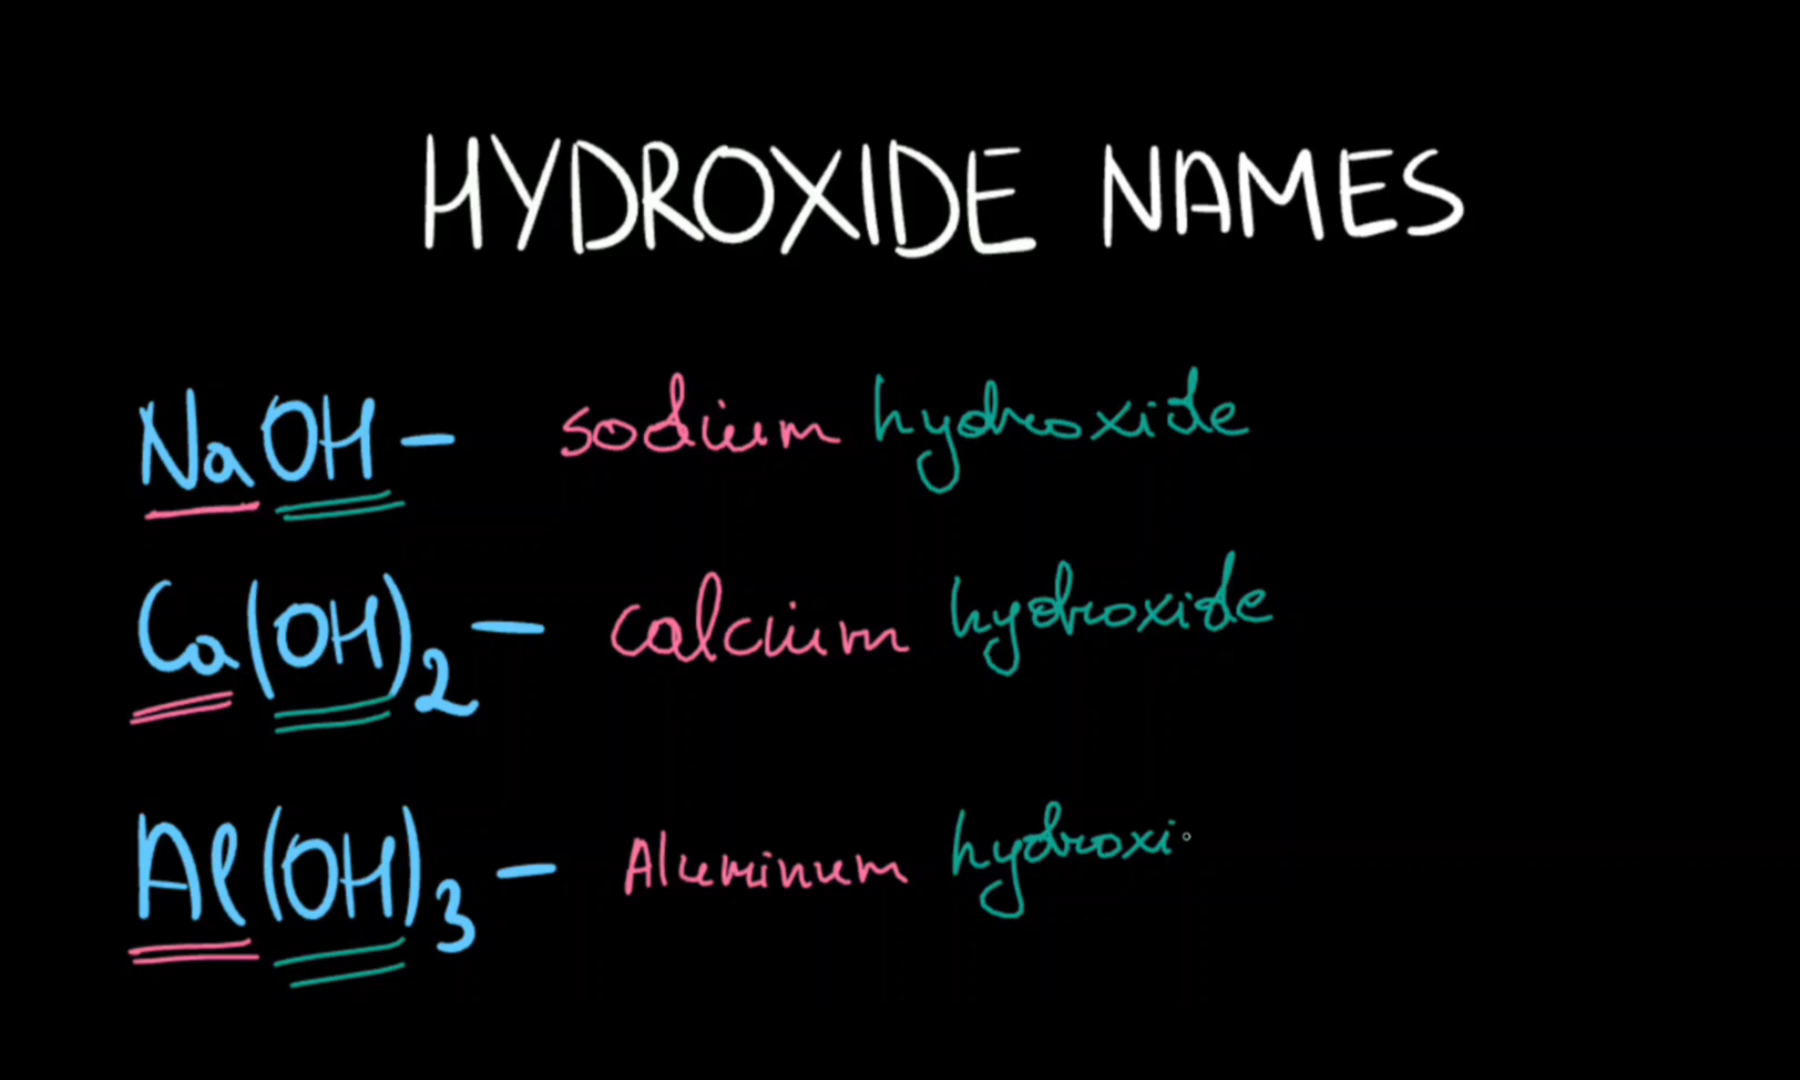 HYDROXIDE NAMES
NaOH - sodium hydroxide
Ca(OH)2 - calcium hydroxide
Al(OH)3 - Aluminum hydroxi